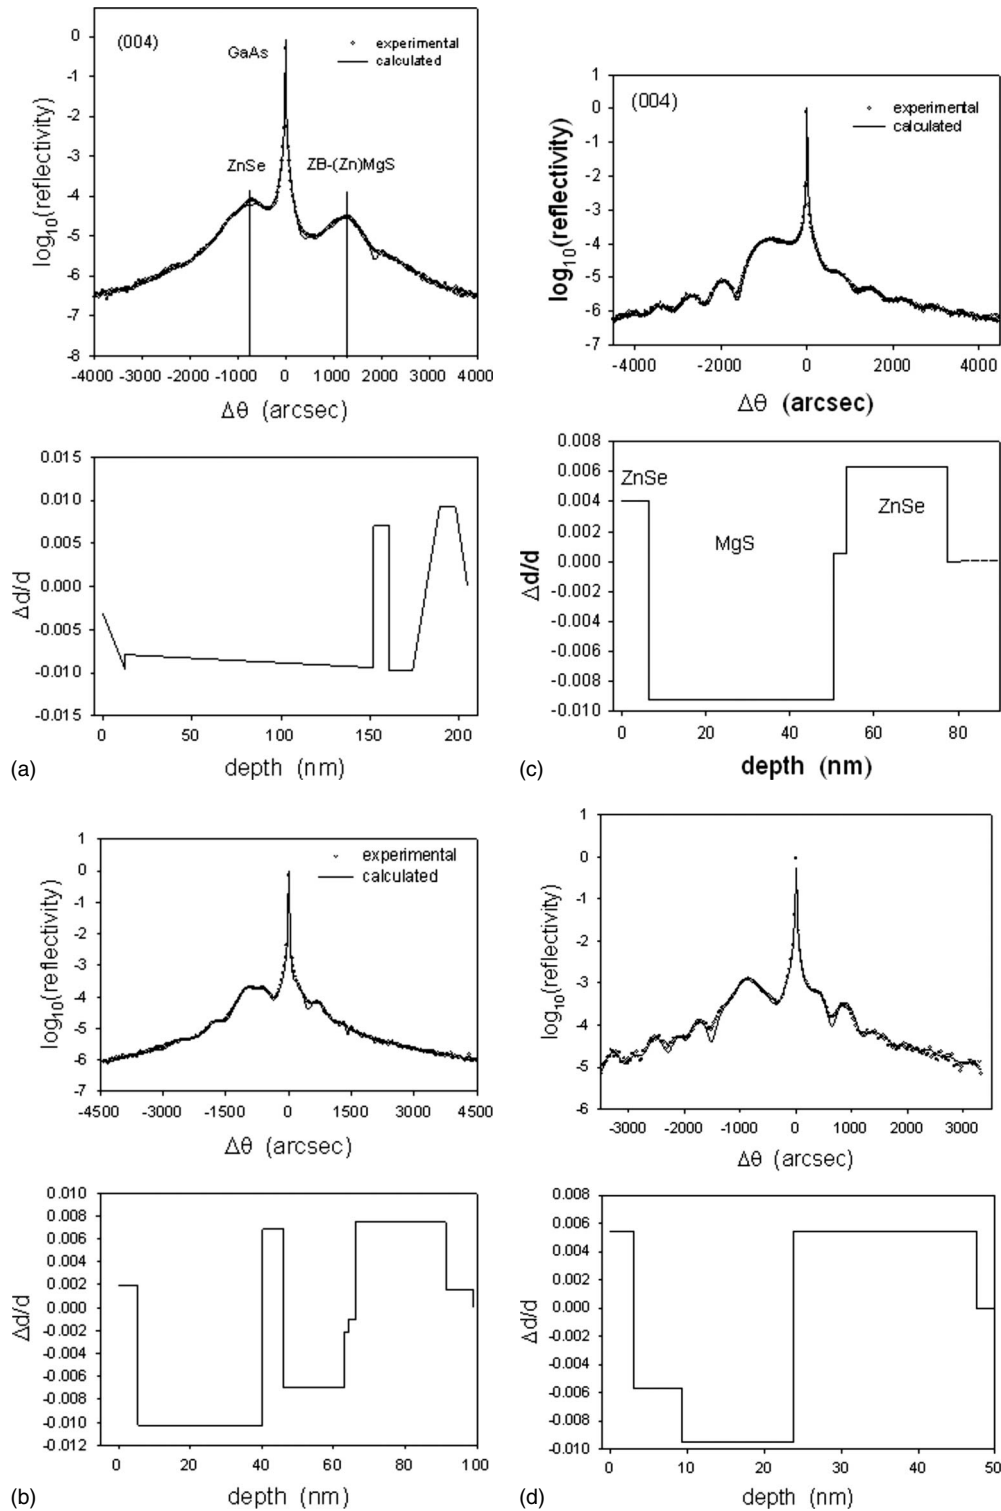 (004)
GaAs
experimental
calculated
ZnSe
ZB-(Zn)MgS
log10(reflectivity)
0
-1
-2
-3
-4
-5
-6
-7
-8
-4000 -3000 -2000 -1000 0 1000 2000 3000 4000
Δθ (arcsec)
0.015
0.010
0.005
0.000
-0.005
-0.010
-0.015
Δd/d
0 50 100 150 200
depth (nm)
(a)
(004)
experimental
calculated
log10(reflectivity)
1
0
-1
-2
-3
-4
-5
-6
-7
-4000 -2000 0 2000 4000
Δθ (arcsec)
0.008
0.006
0.004
0.002
0.000
-0.002
-0.004
-0.006
-0.008
-0.010
Δd/d
ZnSe
MgS
ZnSe
0 20 40 60 80
depth (nm)
(c)
experimental
calculated
log10(reflectivity)
1
0
-1
-2
-3
-4
-5
-6
-7
-4500 -3000 -1500 0 1500 3000 4500
Δθ (arcsec)
0.010
0.008
0.006
0.004
0.002
0.000
-0.002
-0.004
-0.006
-0.008
-0.010
-0.012
Δd/d
0 20 40 60 80 100
depth (nm)
(b)
log10(reflectivity)
1
0
-1
-2
-3
-4
-5
-6
-3000 -2000 -1000 0 1000 2000 3000
Δθ (arcsec)
0.008
0.006
0.004
0.002
0.000
-0.002
-0.004
-0.006
-0.008
-0.010
Δd/d
0 10 20 30 40 50
depth (nm)
(d)